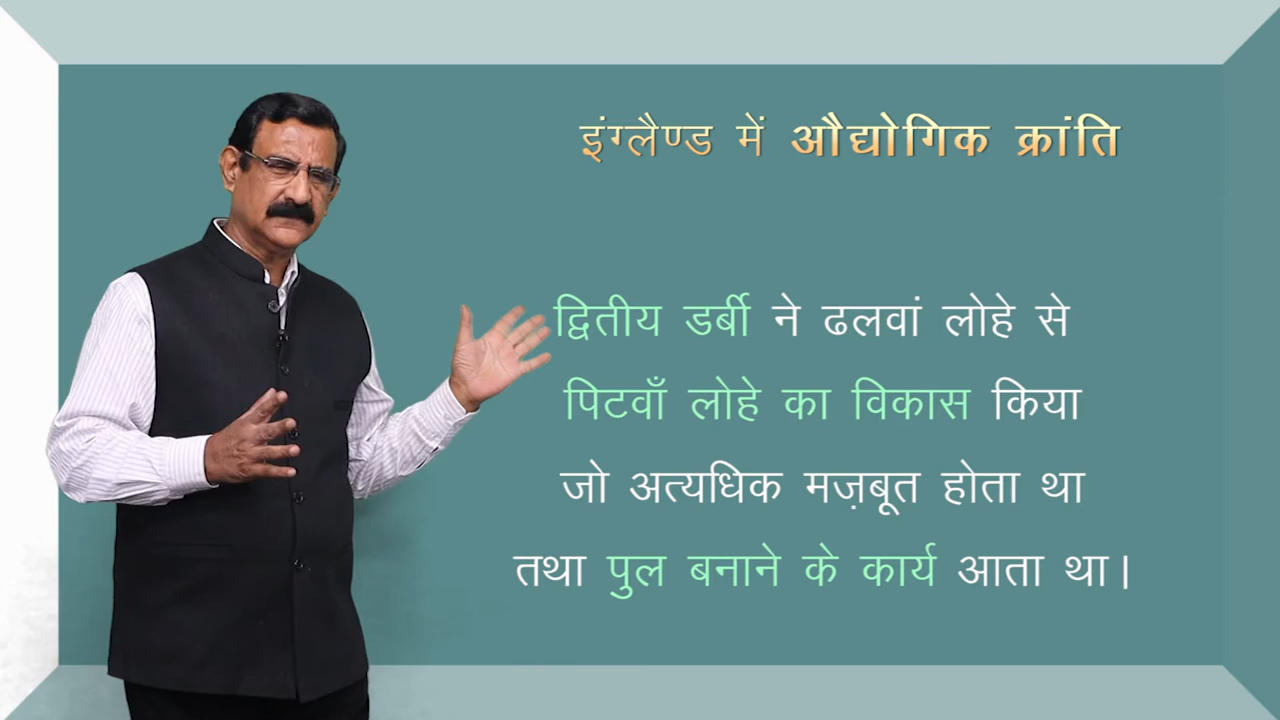 इंग्लैण्ड में औद्योगिक क्रांति
द्वितीय डर्बी ने ढलवां लोहे से
पिटवाँ लोहे का विकास किया
जो अत्यधिक मज़बूत होता था
तथा पुल बनाने के कार्य आता था।